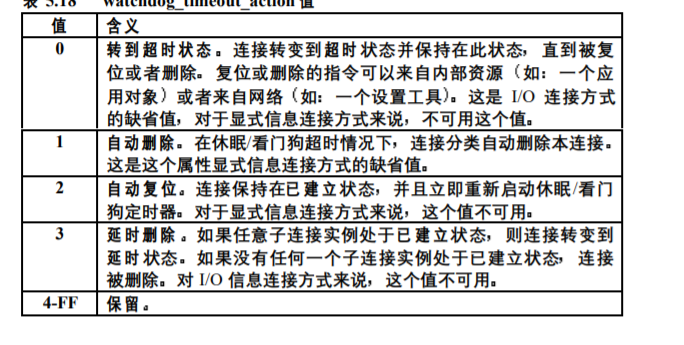 表 5.18 watchdog_timeout_action 值
值 含义
0 转到超时状态。连接转变到超时状态并保持在此状态，直到被复
位或者删除。复位或删除的指令可以来自内部资源（如：一个应
用对象）或者来自网络（如：一个设置工具）。这是 I/O 连接方式
的缺省值，对于显式信息连接方式来说，不可用这个值。
1 自动删除。在休眠/看门狗超时情况下，连接分类自动删除本连接。
这是这个属性显式信息连接方式的缺省值。
2 自动复位。连接保持在已建立状态，并且立即重新启动休眠/看门
狗定时器。对于显式信息连接方式来说，这个值不可用。
3 延时删除。如果任意子连接实例处于已建立状态，则连接转变到
延时状态。如果没有任何一个子连接实例处于已建立状态，连接
被删除。对 I/O 信息连接方式来说，这个值不可用。
4-FF 保留。